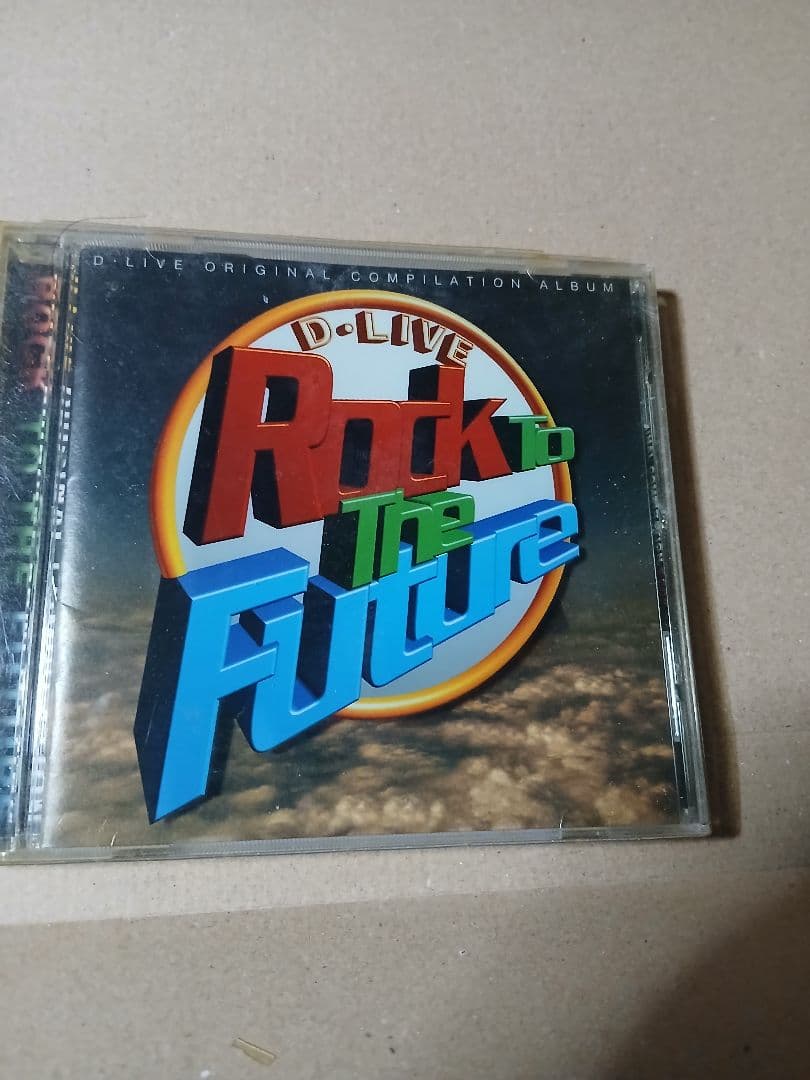 D·LIVE ORIGINAL COMPILATION ALBUM
D·LIVE
Rock To
The
Future